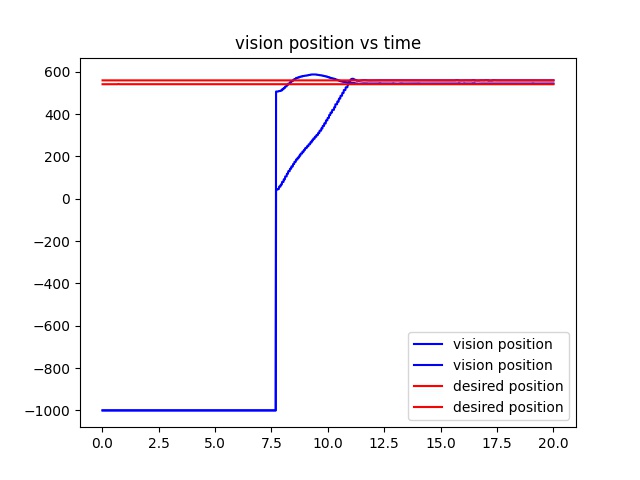 vision position vs time
600
400
200
0
−200
−400
−600
−800
−1000
0.0 2.5 5.0 7.5 10.0 12.5 15.0 17.5 20.0
vision position
vision position
desired position
desired position